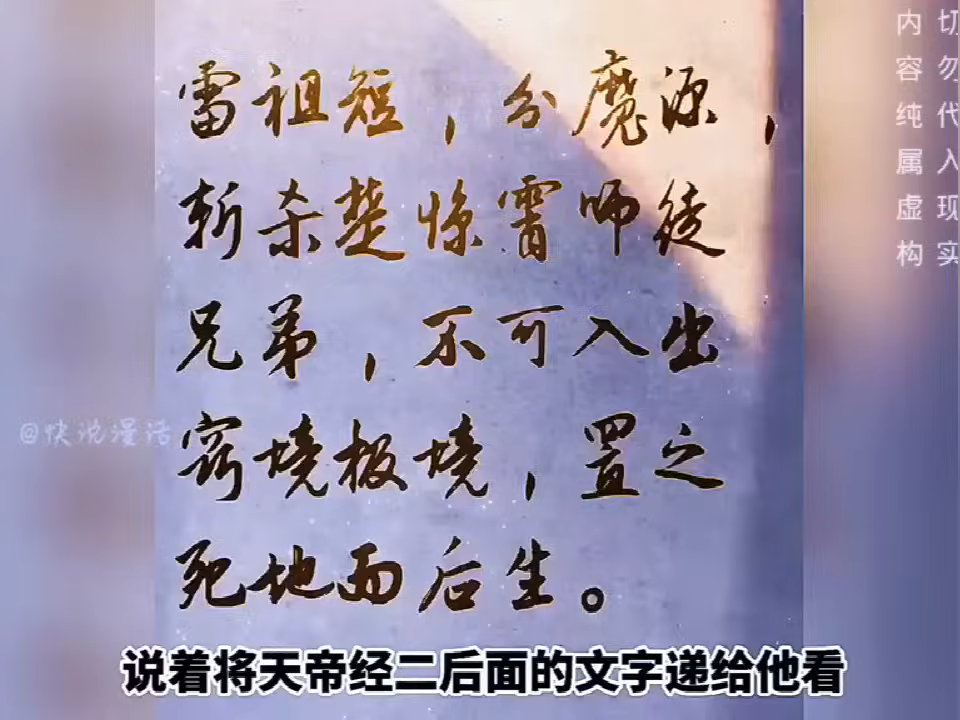 雷祖短，分魔源，
斩杀楚惊霄师徒
兄弟，不可入出
窍境极境，置之
死地而后生。
切勿代入现实
内容纯属虚构
@快说漫话
说着将天帝经二后面的文字递给他看